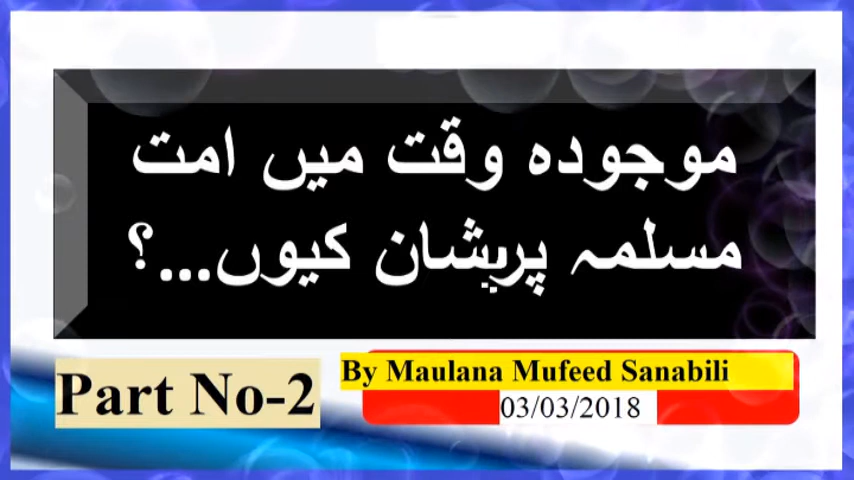 موجودہ وقت میں امت
مسلمہ پریشان کیوں...؟
Part No-2
By Maulana Mufeed Sanabili
03/03/2018